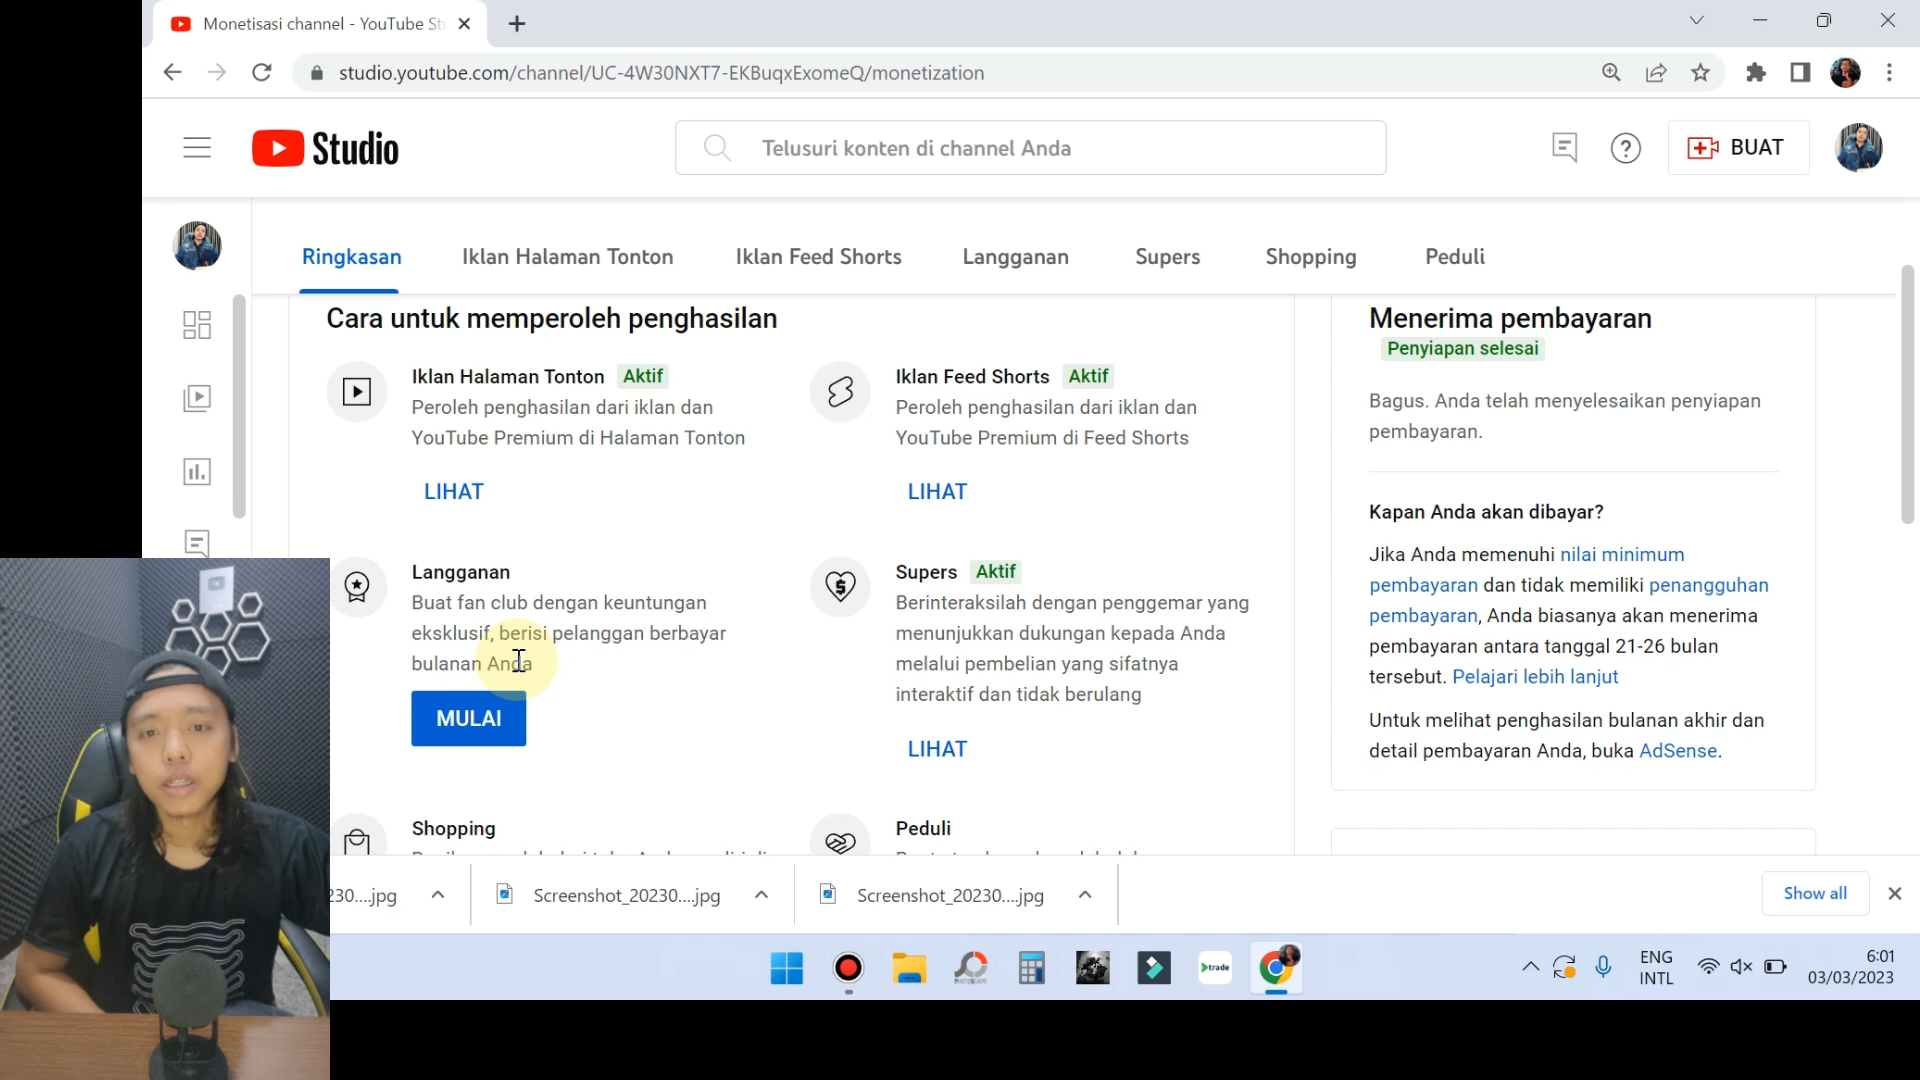 Monetisasi channel - YouTube St
studio.youtube.com/channel/UC-4W30NXT7-EKBuqxExomeQ/monetization
Studio
Telusuri konten di channel Anda
BUAT
Ringkasan
Iklan Halaman Tonton
Iklan Feed Shorts
Langganan
Supers
Shopping
Peduli
Cara untuk memperoleh penghasilan
Iklan Halaman Tonton Aktif
Peroleh penghasilan dari iklan dan
YouTube Premium di Halaman Tonton
LIHAT
Iklan Feed Shorts Aktif
Peroleh penghasilan dari iklan dan
YouTube Premium di Feed Shorts
LIHAT
Langganan
Buat fan club dengan keuntungan
eksklusif, berisi pelanggan berbayar
bulanan Anda
MULAI
Supers Aktif
Berinteraksilah dengan penggemar yang
menunjukkan dukungan kepada Anda
melalui pembelian yang sifatnya
interaktif dan tidak berulang
LIHAT
Shopping
Peduli
Menerima pembayaran
Penyiapan selesai
Bagus. Anda telah menyelesaikan penyiapan
pembayaran.
Kapan Anda akan dibayar?
Jika Anda memenuhi nilai minimum
pembayaran dan tidak memiliki penangguhan
pembayaran, Anda biasanya akan menerima
pembayaran antara tanggal 21-26 bulan
tersebut. Pelajari lebih lanjut
Untuk melihat penghasilan bulanan akhir dan
detail pembayaran Anda, buka AdSense.
230....jpg
Screenshot_20230....jpg
Screenshot_20230....jpg
Show all
PHOTOSCAPE
trade
ENG
INTL
6:01
03/03/2023